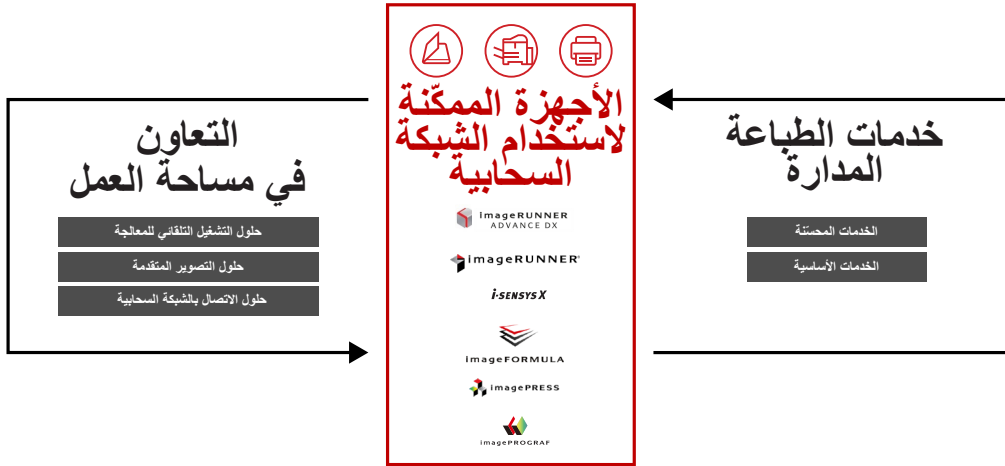 خدمات الطباعة
المدارة
الخدمات المحسّنة
الخدمات الأساسية
الأجهزة الممكّنة
لاستخدام الشبكة
السحابية
imageRUNNER
ADVANCE DX
imageRUNNER
i-SENSYS X
imageFORMULA
imagePRESS
imagePROGRAF
التعاون
في مساحة العمل
حلول التشغيل التلقائي للمعالجة
حلول التصوير المتقدمة
حلول الاتصال بالشبكة السحابية